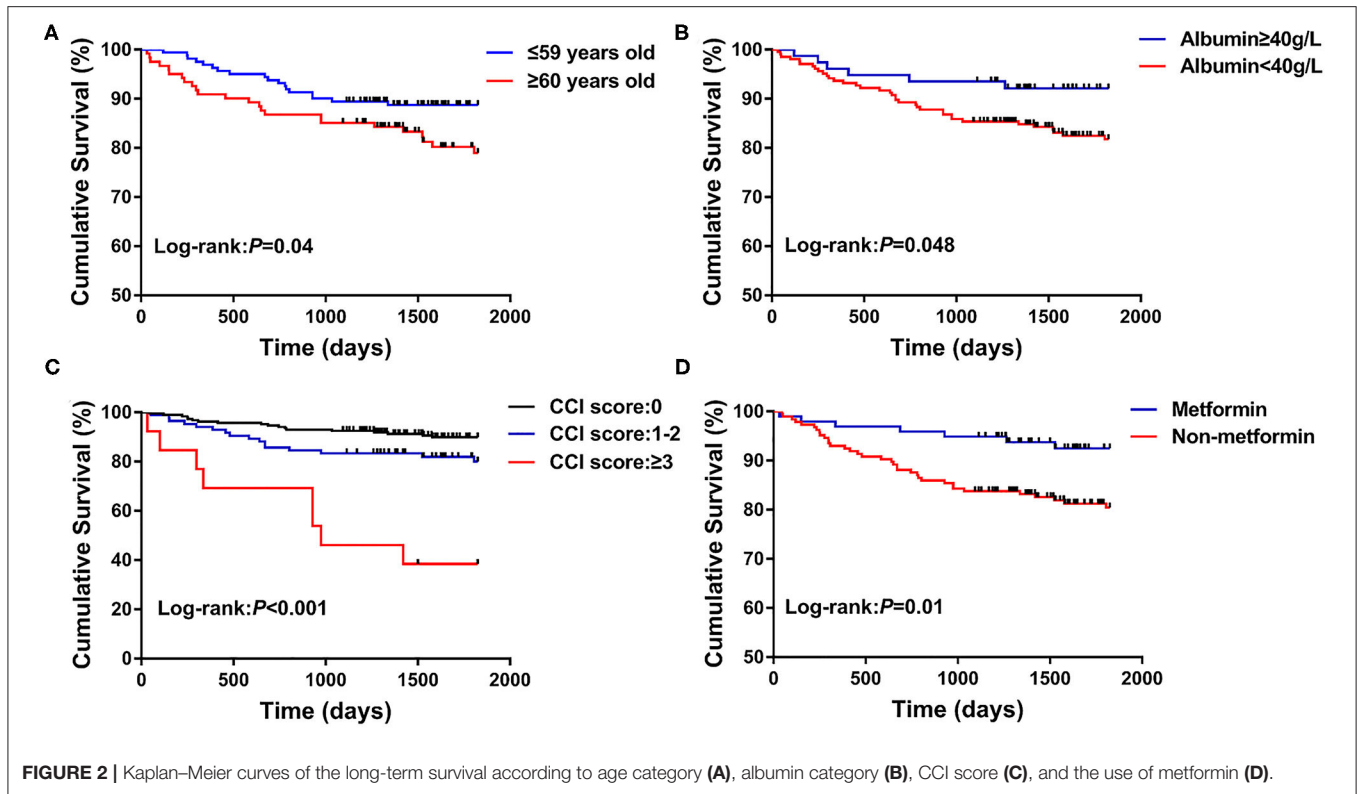 A
Cumulative Survival (%)
100
90
80
70
60
50
0
500
1000
1500
2000
Time (days)
≤59 years old
≥60 years old
Log-rank:P=0.04
B
Cumulative Survival (%)
100
90
80
70
60
50
0
500
1000
1500
2000
Time (days)
Albumin≥40g/L
Albumin<40g/L
Log-rank:P=0.048
C
Cumulative Survival (%)
100
80
60
40
20
0
0
500
1000
1500
2000
Time (days)
CCI score:0
CCI score:1-2
CCI score:≥3
Log-rank:P<0.001
D
Cumulative Survival (%)
100
90
80
70
60
50
0
500
1000
1500
2000
Time (days)
Metformin
Non-metformin
Log-rank:P=0.01
FIGURE 2 | Kaplan–Meier curves of the long-term survival according to age category (A), albumin category (B), CCI score (C), and the use of metformin (D).